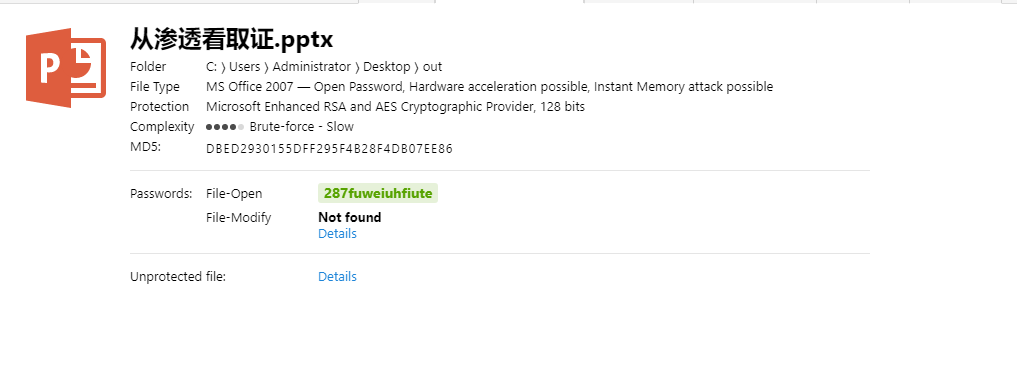 P
从渗透看取证.pptx
Folder C: 〉Users 〉Administrator 〉Desktop 〉out
File Type MS Office 2007 — Open Password, Hardware acceleration possible, Instant Memory attack possible
Protection Microsoft Enhanced RSA and AES Cryptographic Provider, 128 bits
Complexity Brute-force - Slow
MD5: DBED2930155DFF295F4B28F4DB07EE86
Passwords: File-Open 287fuweiuhfiute
File-Modify Not found
Details
Unprotected file: Details